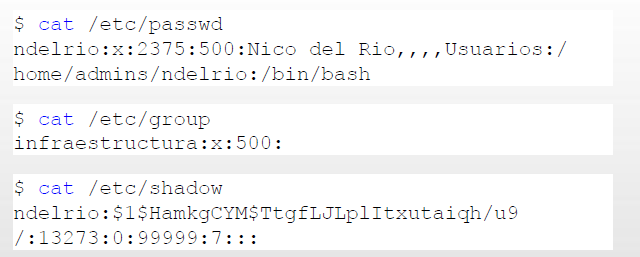 $ cat /etc/passwd
ndelrio:x:2375:500:Nico del Rio,,,,Usuarios:/
home/admins/ndelrio:/bin/bash
$ cat /etc/group
infraestructura:x:500:
$ cat /etc/shadow
ndelrio:$1$HamkgCYM$TtgfLJLplItxutaiqh/u9
/:13273:0:99999:7:::